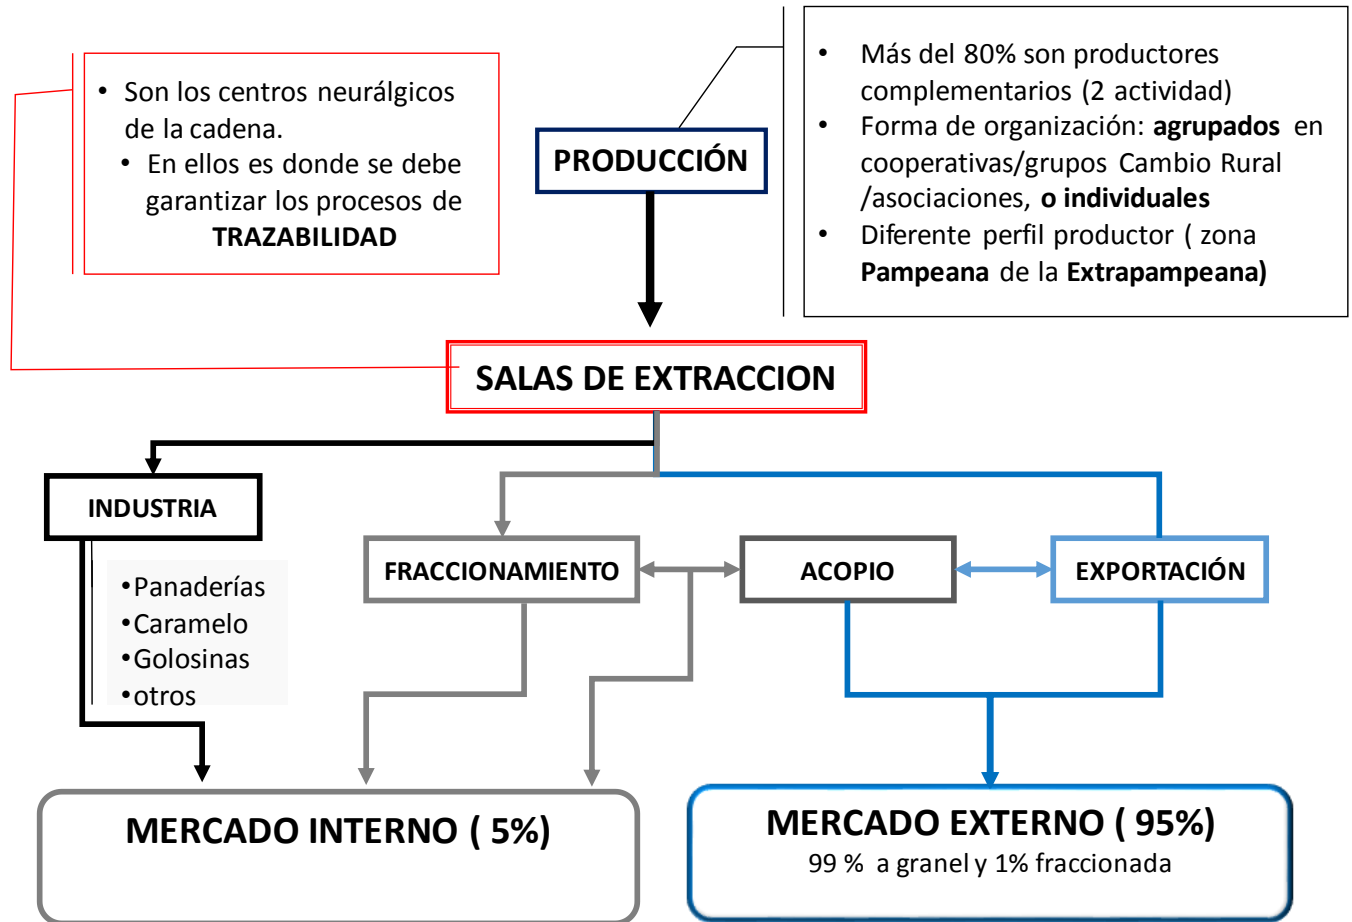 • Son los centros neurálgicos
de la cadena.
• En ellos es donde se debe
garantizar los procesos de
TRAZABILIDAD
PRODUCCIÓN
• Más del 80% son productores
complementarios (2 actividad)
• Forma de organización: agrupados en
cooperativas/grupos Cambio Rural
/asociaciones, o individuales
• Diferente perfil productor ( zona
Pampeana de la Extrapampeana)
SALAS DE EXTRACCION
INDUSTRIA
•Panaderías
•Caramelo
•Golosinas
•otros
FRACCIONAMIENTO
ACOPIO
EXPORTACIÓN
MERCADO INTERNO ( 5%)
MERCADO EXTERNO ( 95%)
99 % a granel y 1% fraccionada